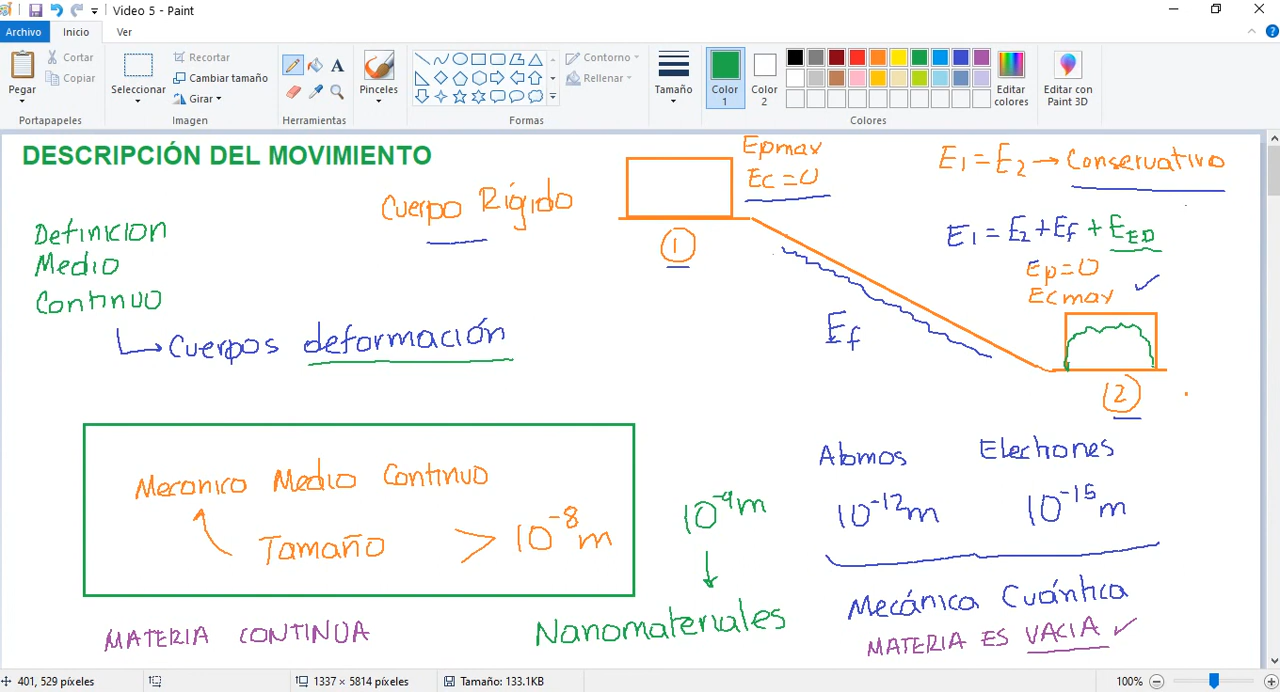 Video 5 - Paint
Archivo
Inicio
Ver
Pegar
Cortar
Copiar
Portapapeles
Seleccionar
Recortar
Cambiar tamaño
Girar
Imagen
A
Herramientas
Pinceles
Contorno
Rellenar
Formas
Tamaño
Color 1
Color 2
Editar colores
Colores
Editar con Paint 3D
DESCRIPCIÓN DEL MOVIMIENTO
Definicion
Medio
Continuo
Cuerpos deformación
Cuerpo Rígido
Epmax
Ec=0
1
Ef
E1 = E2 → Conservativo
E1 = E2 + Ef + EED
Ep=0
Ecmax
2
Mecanica Medio Continuo
Tamaño > 10^-8 m
MATERIA CONTINUA
10^-9 m
Nanomateriales
Atomos Electrones
10^-12 m 10^-15 m
Mecánica Cuántica
MATERIA ES VACIA
401, 529 píxeles
1337 × 5814 píxeles
Tamaño: 133.1KB
100%